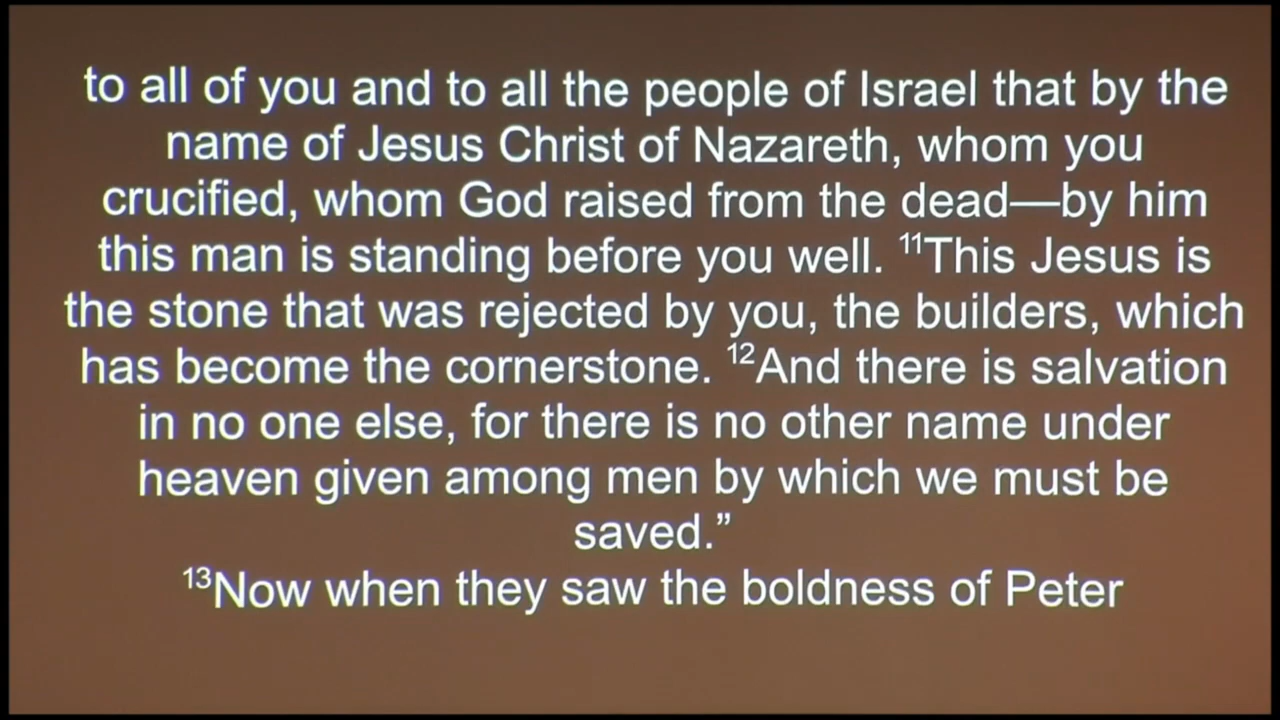 to all of you and to all the people of Israel that by the
name of Jesus Christ of Nazareth, whom you
crucified, whom God raised from the dead—by him
this man is standing before you well. ¹¹This Jesus is
the stone that was rejected by you, the builders, which
has become the cornerstone. ¹²And there is salvation
in no one else, for there is no other name under
heaven given among men by which we must be
saved.”
¹³Now when they saw the boldness of Peter